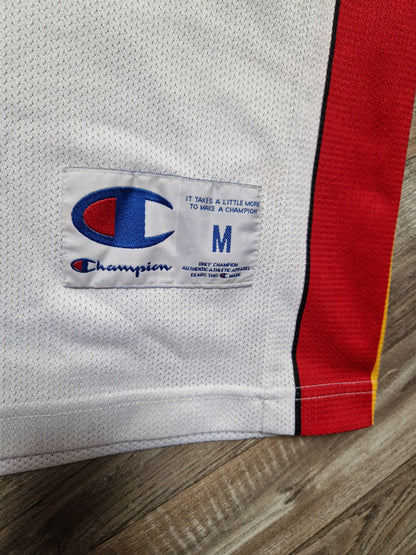 IT TAKES A LITTLE MORE
TO MAKE A CHAMPION
M
Champion
ONLY CHAMPION
AUTHENTIC ATHLETIC APPAREL
BEARS THIS C MARK.